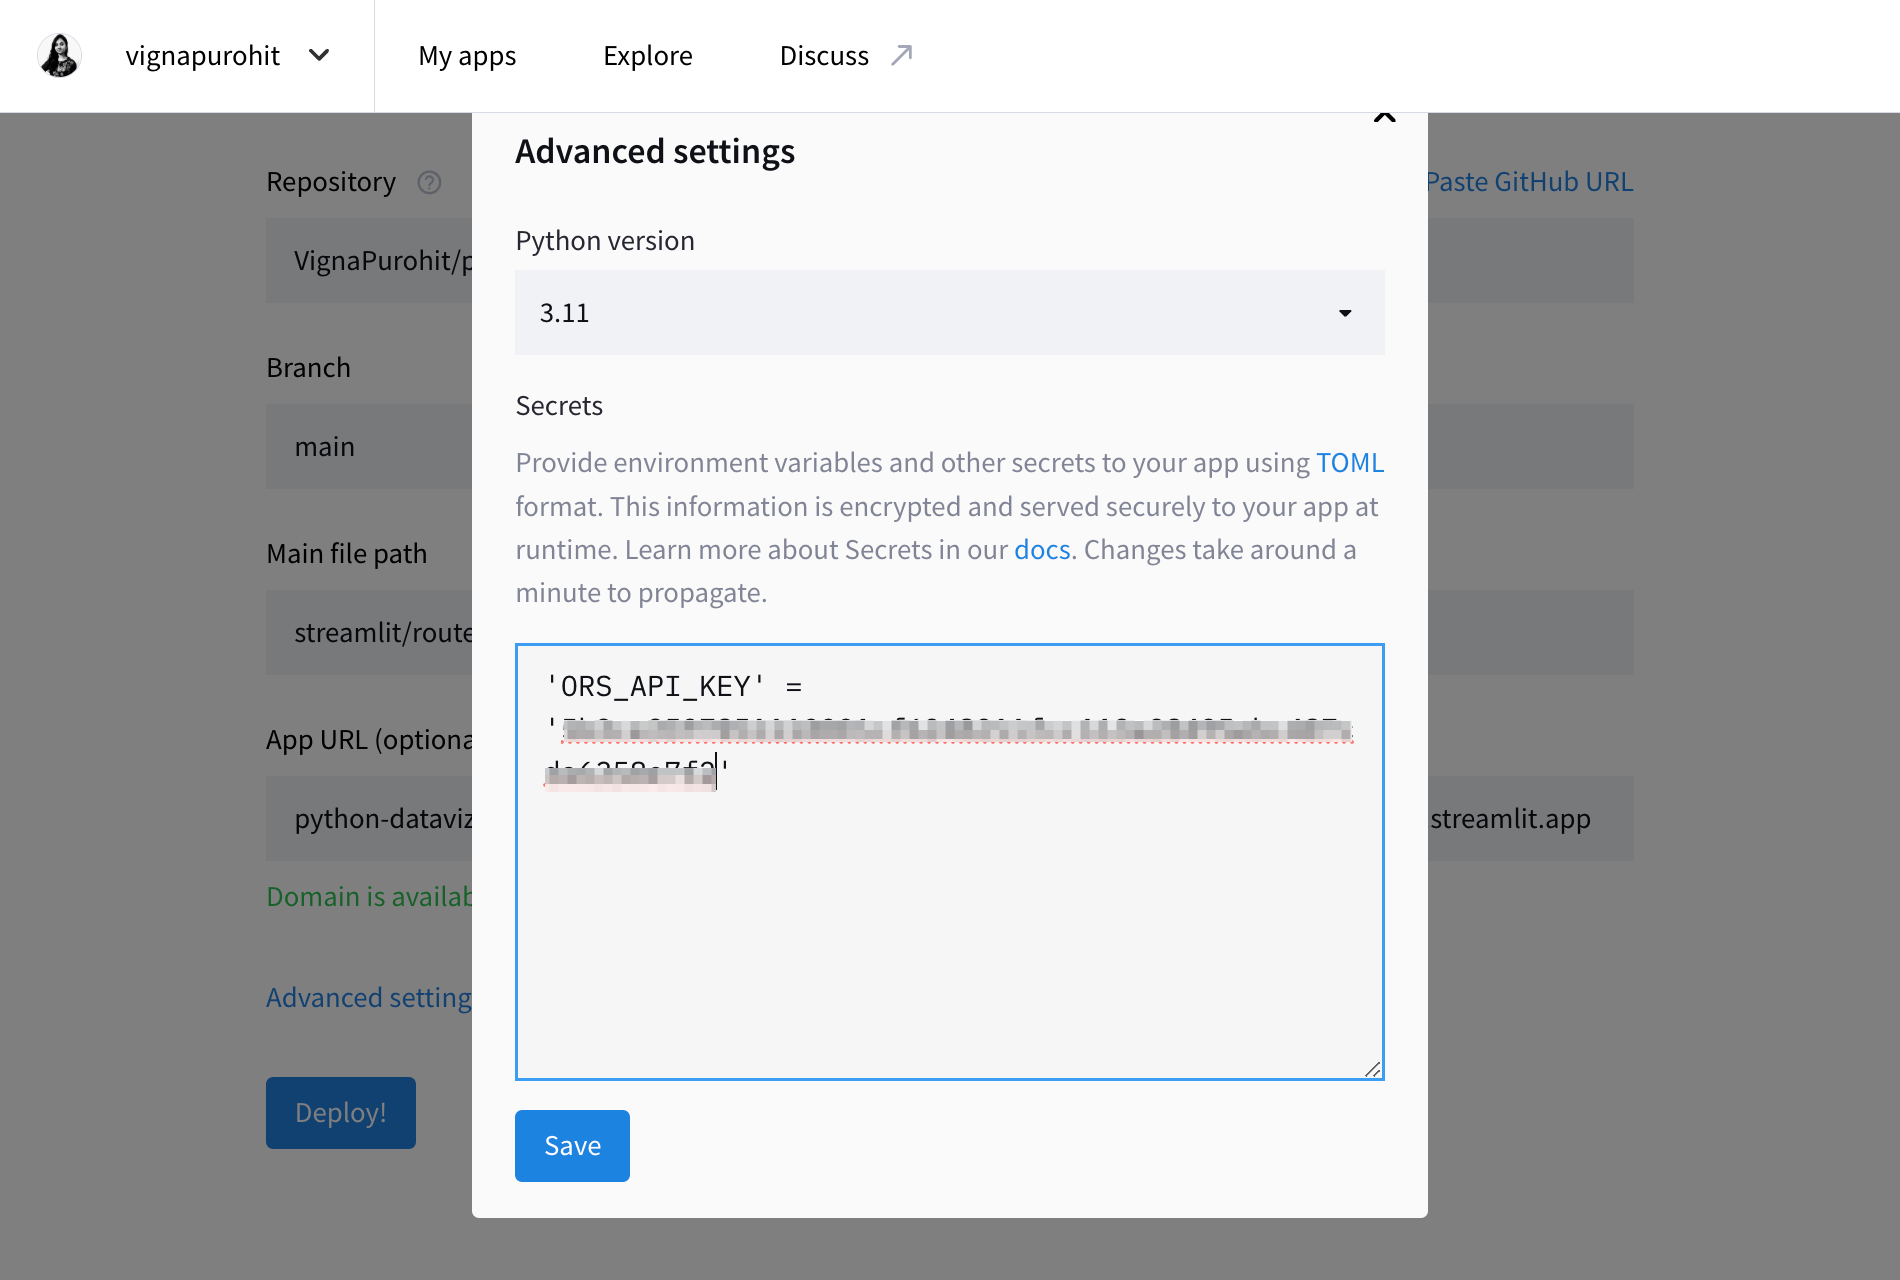 vignapurohit
My apps
Explore
Discuss
Advanced settings
Repository
Paste GitHub URL
Python version
VignaPurohit/p
3.11
Branch
Secrets
main
Provide environment variables and other secrets to your app using TOML
format. This information is encrypted and served securely to your app at
runtime. Learn more about Secrets in our docs. Changes take around a
minute to propagate.
Main file path
streamlit/route
'ORS_API_KEY' =
App URL (optiona
python-dataviz
streamlit.app
Domain is availab
Advanced setting
Deploy!
Save